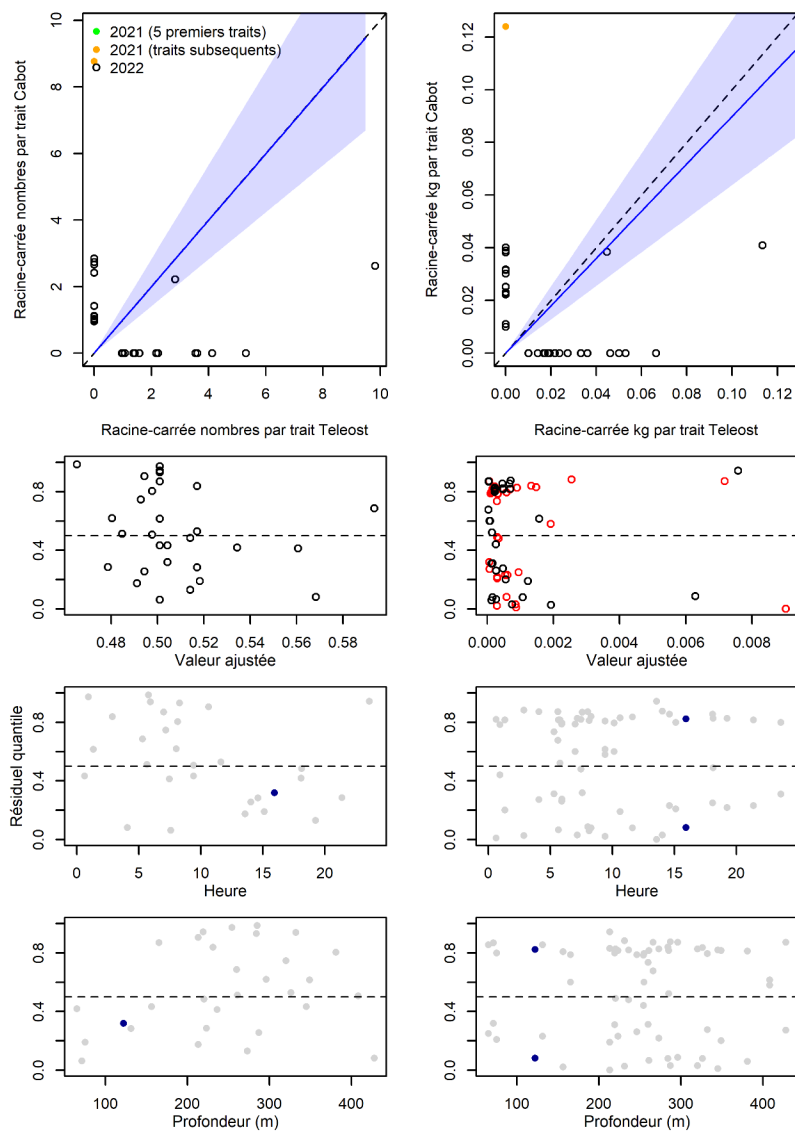 2021 (5 premiers traits)
2021 (traits subsequents)
2022
Racine-carrée nombres par trait Cabot
0 2 4 6 8 10
0 2 4 6 8 10
Racine-carrée nombres par trait Teleost
Racine-carrée kg par trait Cabot
0.00 0.02 0.04 0.06 0.08 0.10 0.12
0.00 0.02 0.04 0.06 0.08 0.10 0.12
Racine-carrée kg par trait Teleost
0.0 0.4 0.8
0.48 0.50 0.52 0.54 0.56 0.58
Valeur ajustée
0.0 0.4 0.8
0.000 0.002 0.004 0.006 0.008
Valeur ajustée
Résiduel quantile
0.0 0.4 0.8
0 5 10 15 20
Heure
0.0 0.4 0.8
0 5 10 15 20
Heure
0.0 0.4 0.8
100 200 300 400
Profondeur (m)
0.0 0.4 0.8
100 200 300 400
Profondeur (m)